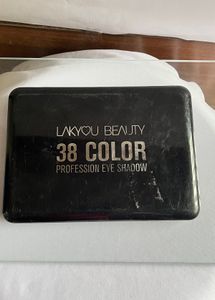 LAKYOU BEAUTY
38 COLOR
PROFESSION EYE SHADOW